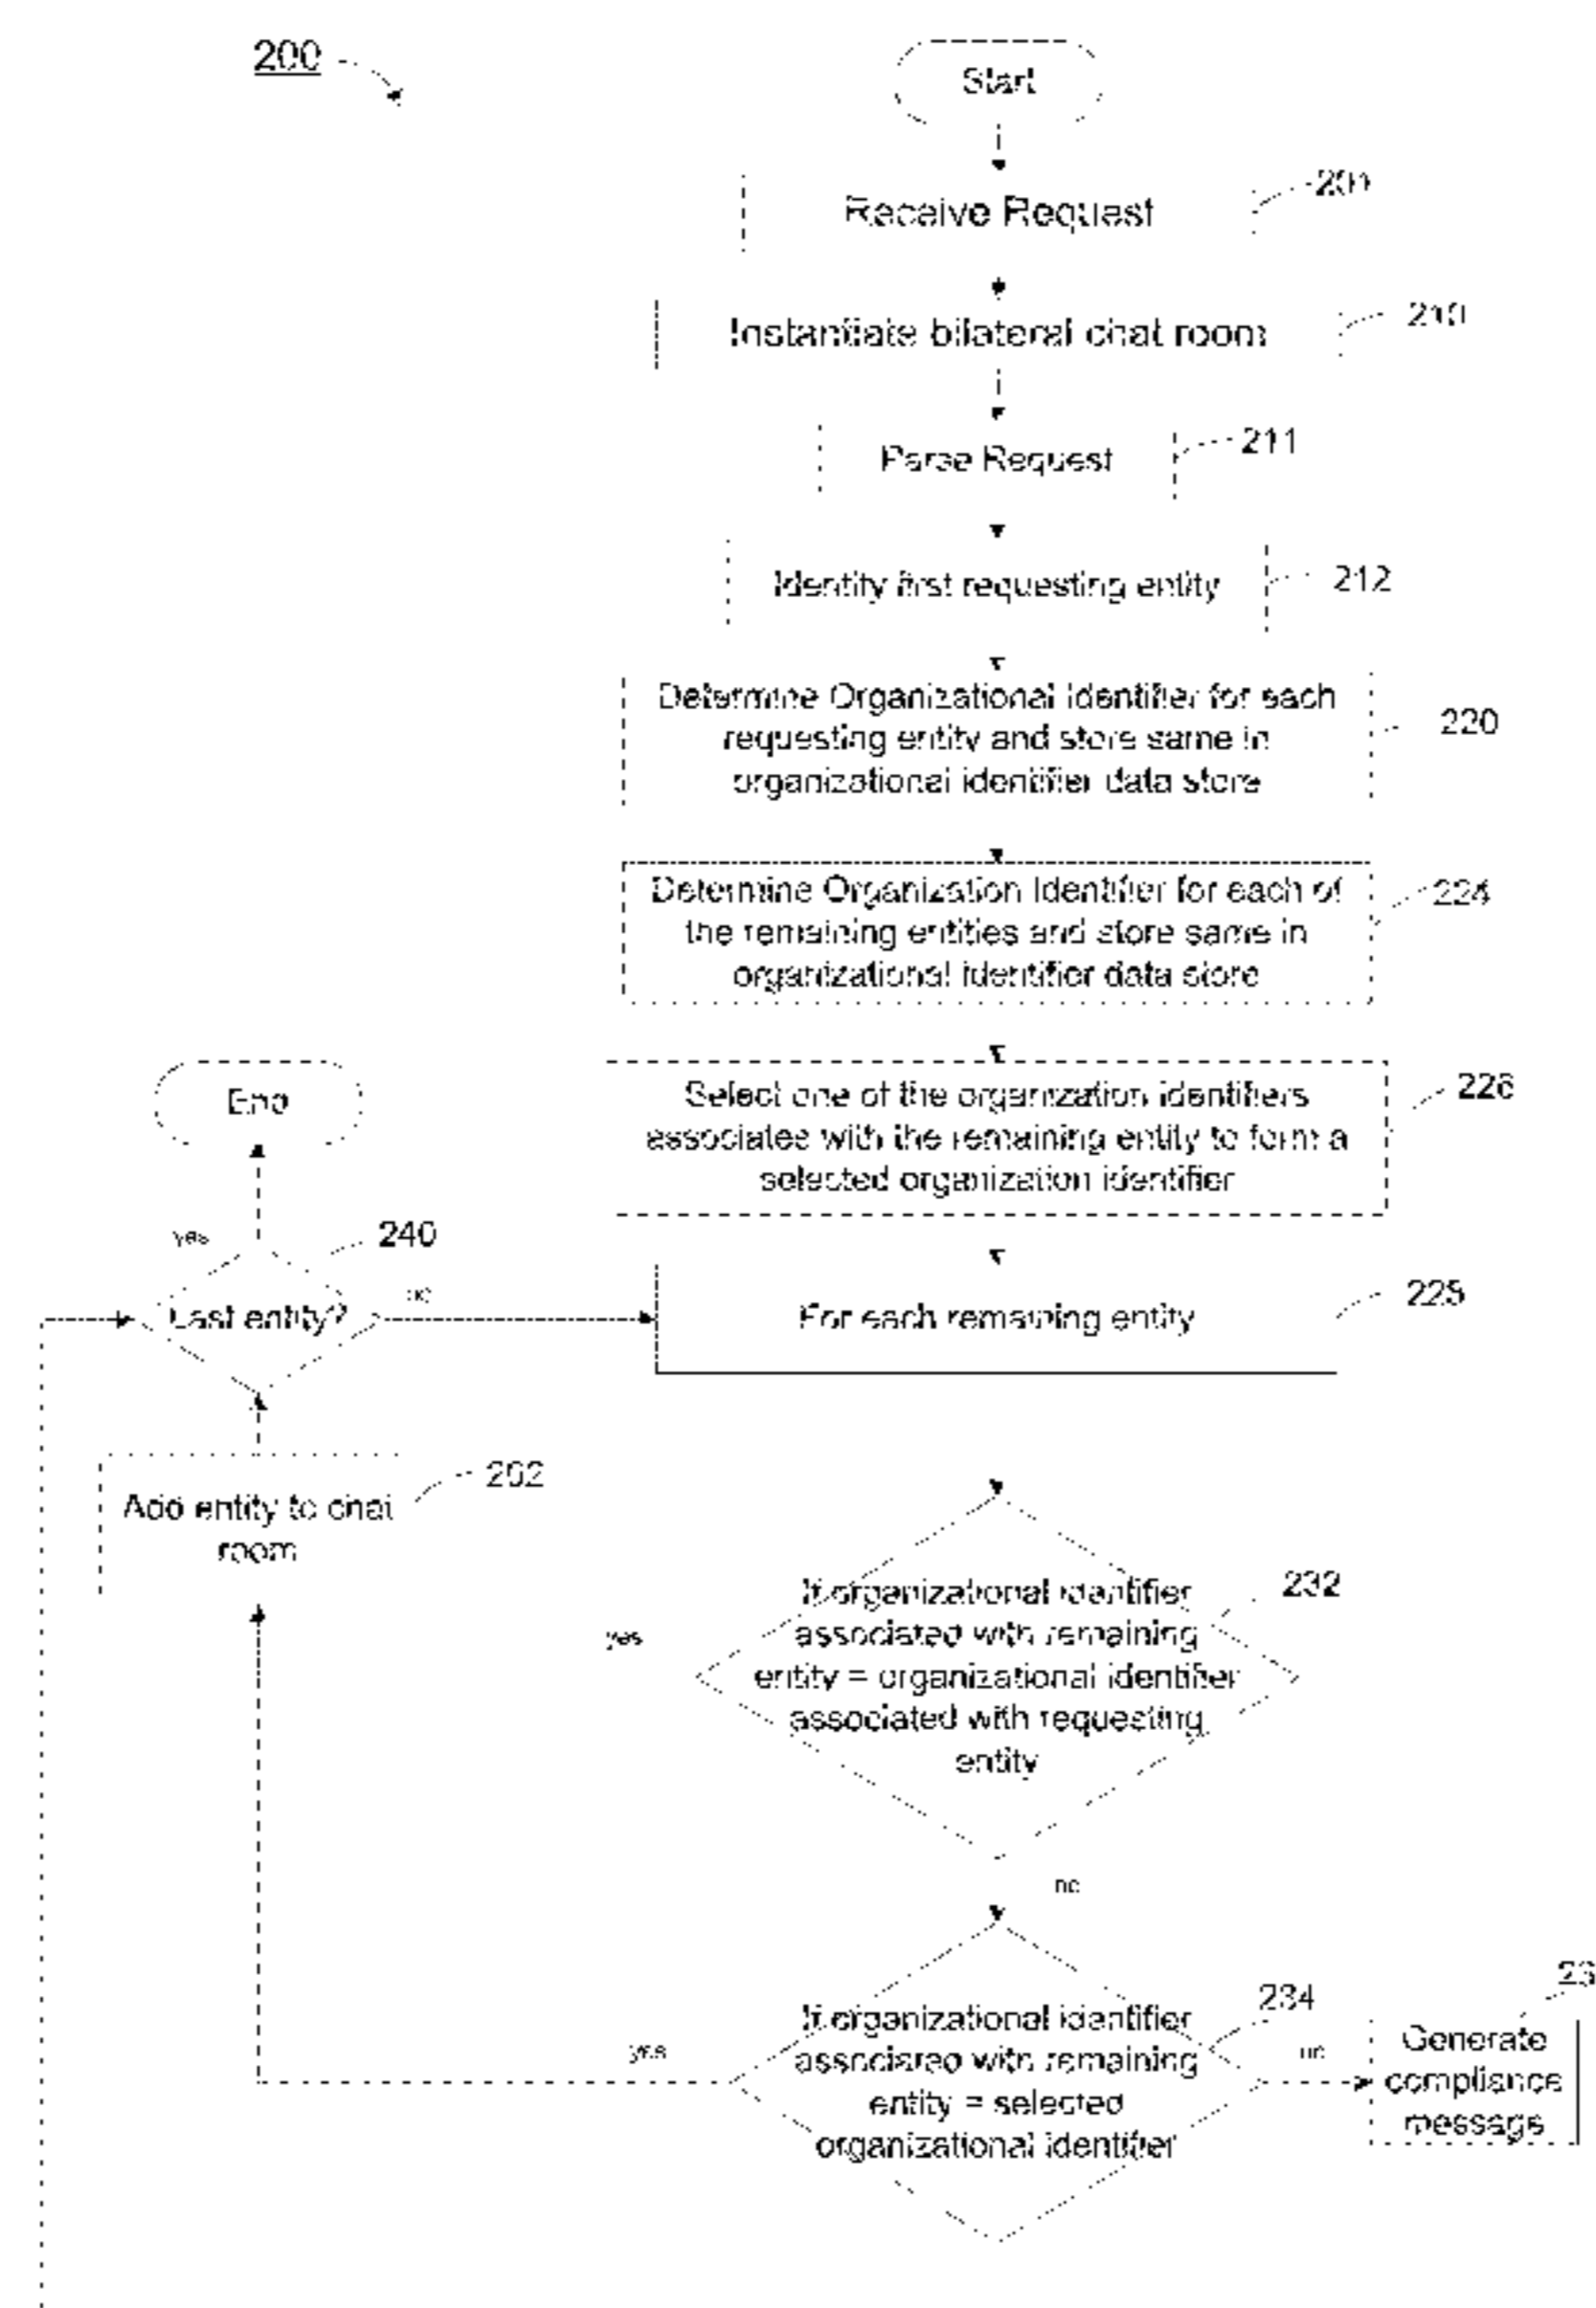 200
Start
Receive Request
201
Instantiate bilateral chat room
210
Parse Request
211
Identify first requesting entity
212
Determine Organizational Identifier for each
requesting entity and store same in
organizational identifier data store
220
Determine Organization Identifier for each of
the remaining entities and store same in
organizational identifier data store
224
Select one of the organization identifiers
associates with the remaining entity to form a
selected organization identifier
226
End
yes
240
Last entity?
no
For each remaining entity
Add entity to chat
room
202
yes
If organizational identifier
associated with remaining
entity = organizational identifier
associated with requesting
entity
232
no
yes
If organizational identifier
associated with remaining
entity = selected
organizational identifier
234
no
23
Generate
compliance
message